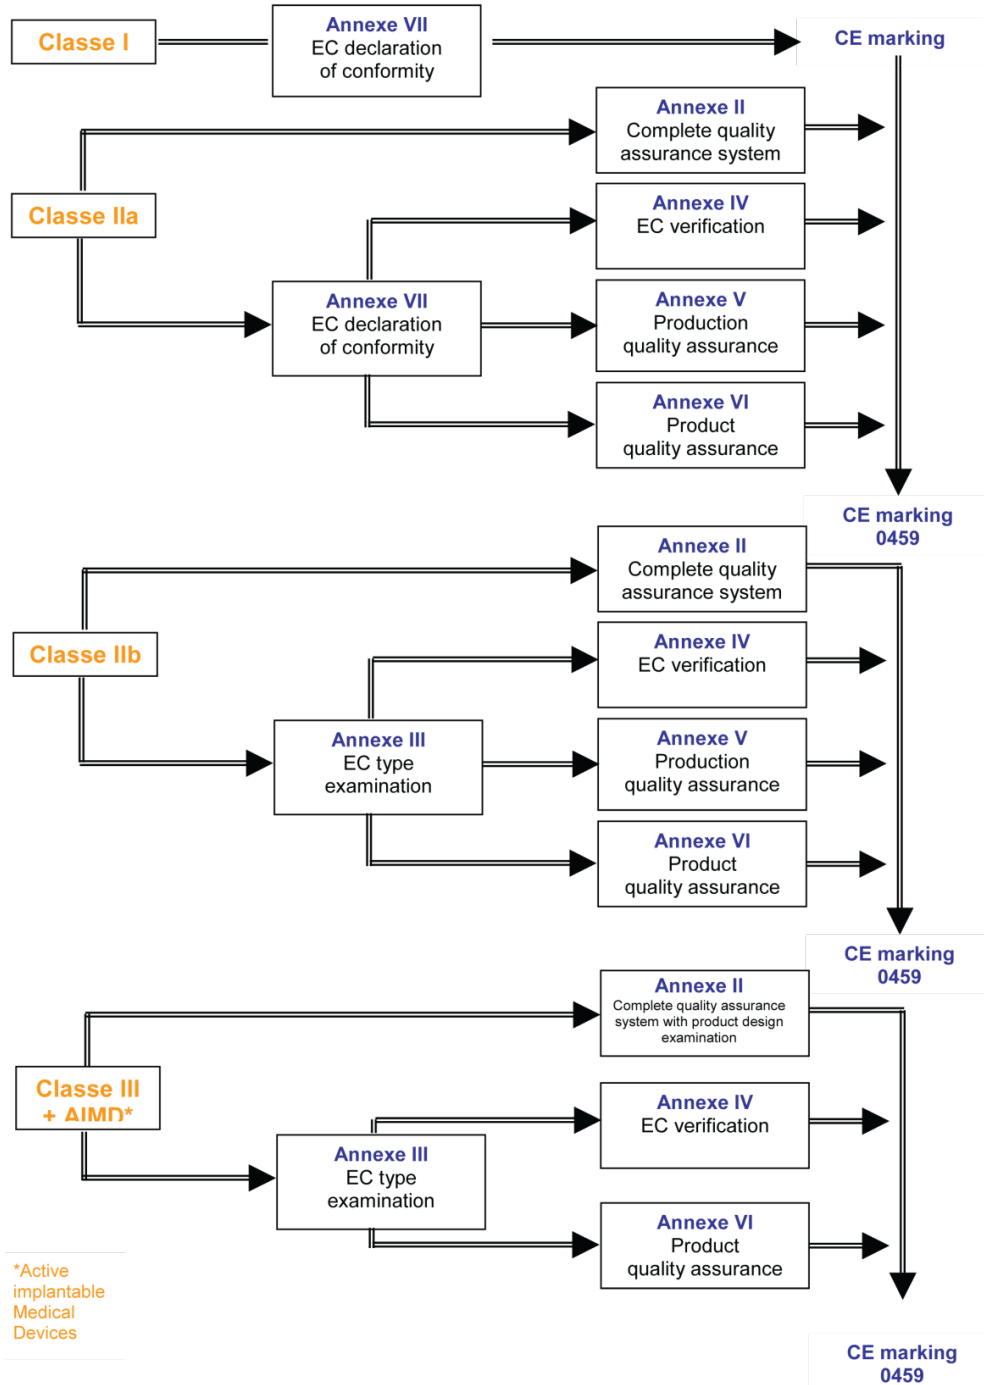 Classe I
Annexe VII
EC declaration
of conformity
CE marking
Annexe II
Complete quality
assurance system
Classe IIa
Annexe IV
EC verification
Annexe VII
EC declaration
of conformity
Annexe V
Production
quality assurance
Annexe VI
Product
quality assurance
CE marking
0459
Annexe II
Complete quality
assurance system
Classe IIb
Annexe IV
EC verification
Annexe III
EC type
examination
Annexe V
Production
quality assurance
Annexe VI
Product
quality assurance
CE marking
0459
Annexe II
Complete quality assurance
system with product design
examination
Classe III
+ AIMD*
Annexe IV
EC verification
Annexe III
EC type
examination
Annexe VI
Product
quality assurance
*Active
implantable
Medical
Devices
CE marking
0459